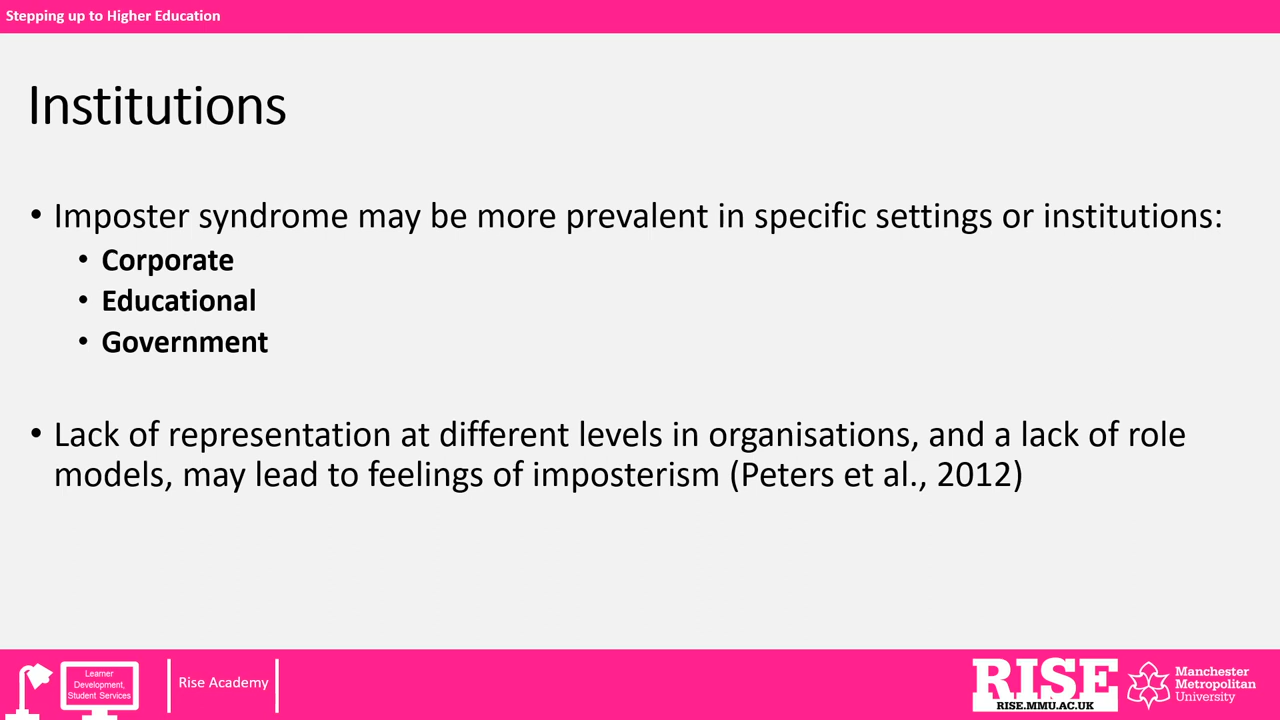 Stepping up to Higher Education
Institutions
• Imposter syndrome may be more prevalent in specific settings or institutions:
• Corporate
• Educational
• Government
• Lack of representation at different levels in organisations, and a lack of role
models, may lead to feelings of imposterism (Peters et al., 2012)
Learner
Development,
Student Services
Rise Academy
RISE
RISE.MMU.AC.UK
Manchester
Metropolitan
University